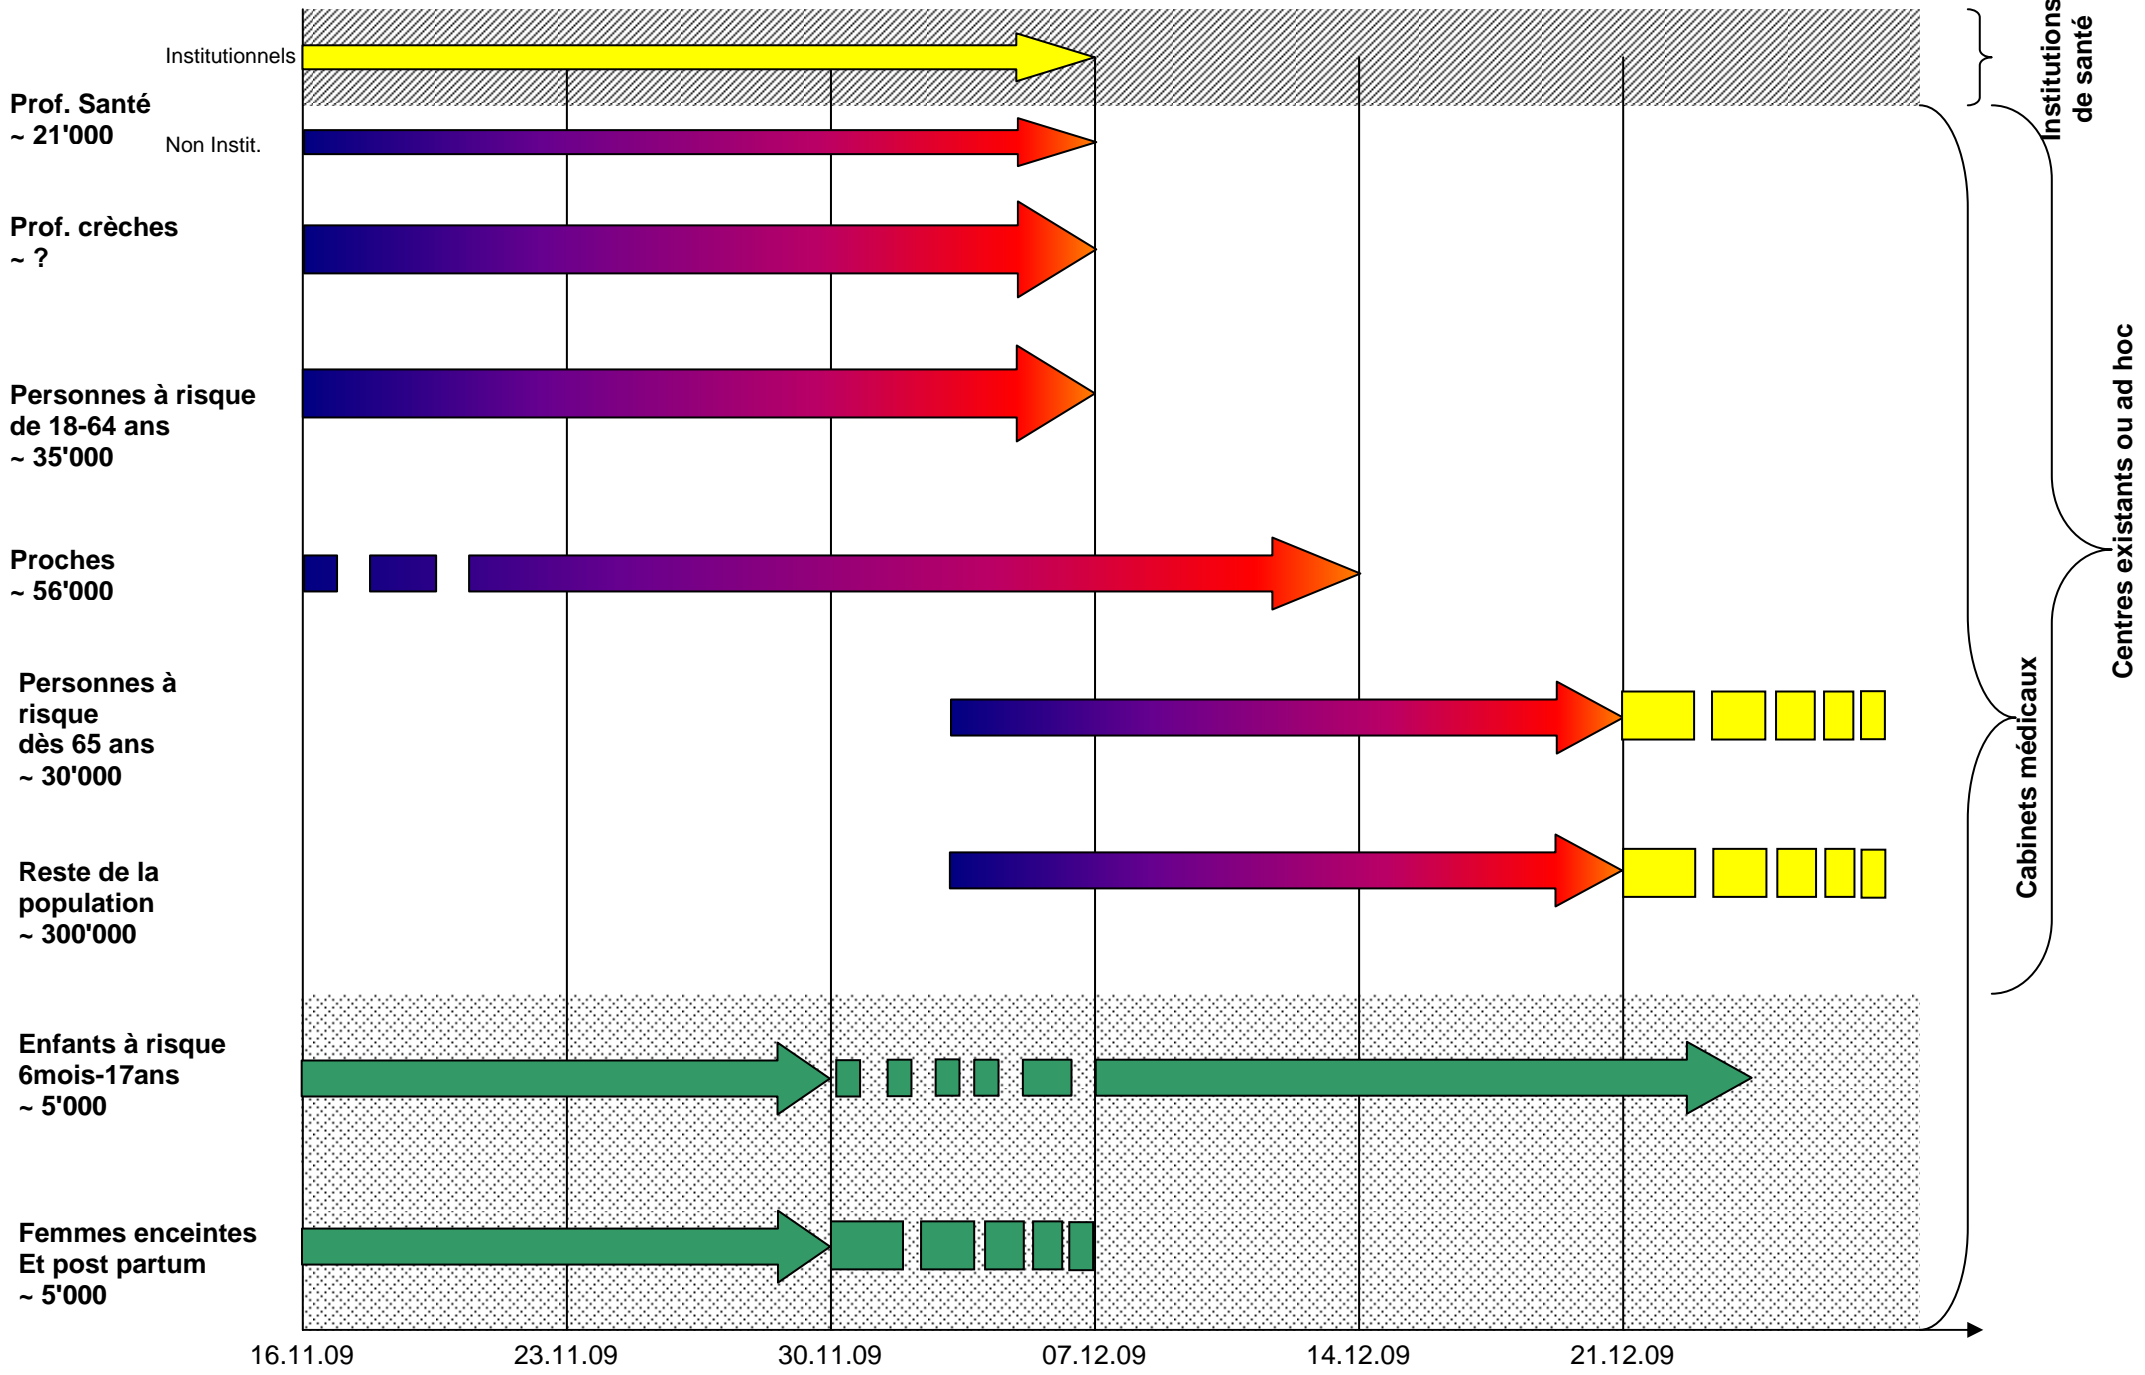 Institutionnels
Prof. Santé
~ 21'000
Non Instit.
Prof. crèches
~ ?
Personnes à risque
de 18-64 ans
~ 35'000
Proches
~ 56'000
Personnes à
risque
dès 65 ans
~ 30'000
Reste de la
population
~ 300'000
Enfants à risque
6mois-17ans
~ 5'000
Femmes enceintes
Et post partum
~ 5'000
16.11.09
23.11.09
30.11.09
07.12.09
14.12.09
21.12.09
Institutions
de santé
Centres existants ou ad hoc
Cabinets médicaux